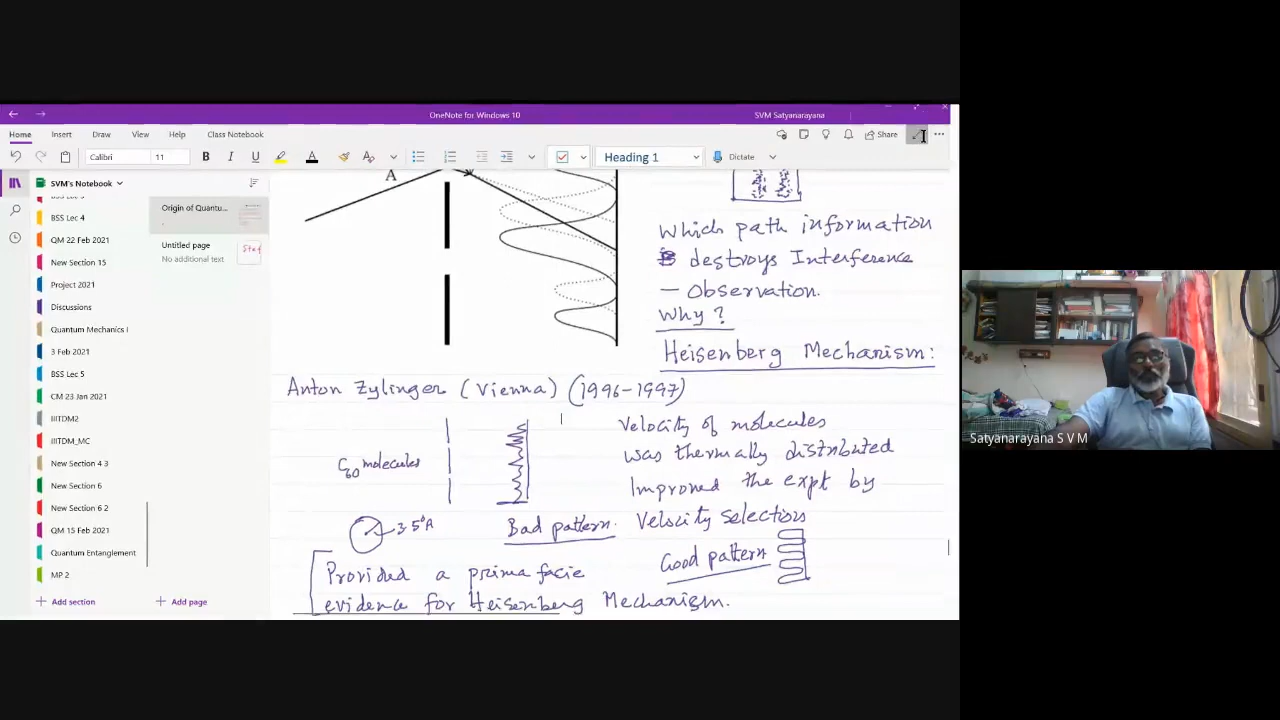 OneNote for Windows 10
SVM Satyanarayana
Home Insert Draw View Help Class Notebook
Share
Calibri 11 B I U A Heading 1 Dictate
SVM's Notebook
BSS Lec 3
BSS Lec 4
QM 22 Feb 2021
New Section 15
Project 2021
Discussions
Quantum Mechanics I
3 Feb 2021
BSS Lec 5
CM 23 Jan 2021
IIITDM2
IIITDM_MC
New Section 4 3
New Section 6
New Section 6 2
QM 15 Feb 2021
Quantum Entanglement
MP 2
+ Add section
Origin of Quantu...
Untitled page
No additional text
+ Add page
A
Which path information
destroys Interference
— Observation.
Why?
Heisenberg Mechanism:
Anton Zylinger (Vienna) (1996-1997)
C60 molecules
3.5°A
Bad pattern.
Velocity of molecules
was thermally distributed
Improved the expt by
Velocity selection
Good pattern
Provided a prima facie
evidence for Heisenberg Mechanism.
Satyanarayana S V M